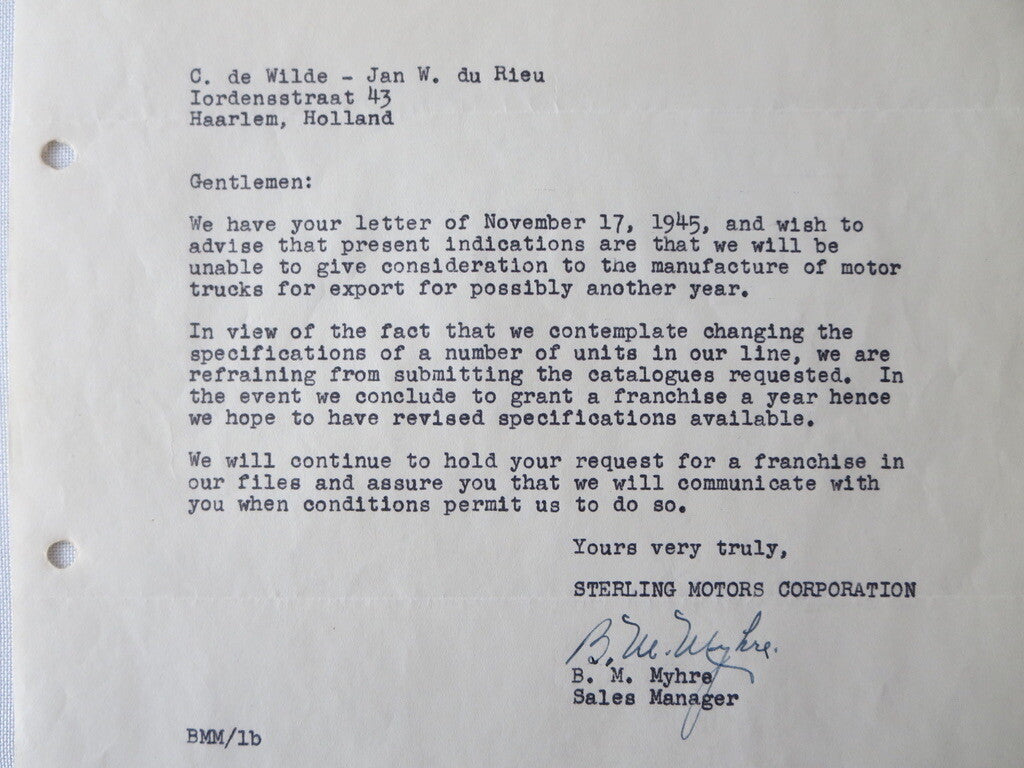 C. de Wilde - Jan W. du Rieu
Iordensstraat 43
Haarlem, Holland
Gentlemen:
We have your letter of November 17, 1945, and wish to
advise that present indications are that we will be
unable to give consideration to the manufacture of motor
trucks for export for possibly another year.
In view of the fact that we contemplate changing the
specifications of a number of units in our line, we are
refraining from submitting the catalogues requested. In
the event we conclude to grant a franchise a year hence
we hope to have revised specifications available.
We will continue to hold your request for a franchise in
our files and assure you that we will communicate with
you when conditions permit us to do so.
Yours very truly,
STERLING MOTORS CORPORATION
B. M. Myhre.
B. M. Myhre
Sales Manager
BMM/lb